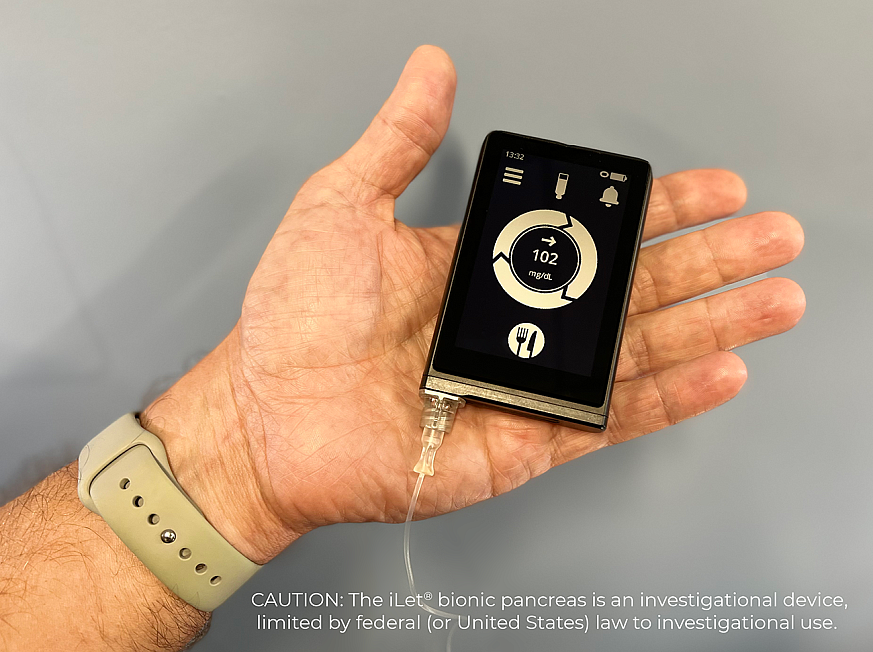 13:32
102
mg/dL
CAUTION: The iLet® bionic pancreas is an investigational device,
limited by federal (or United States) law to investigational use.